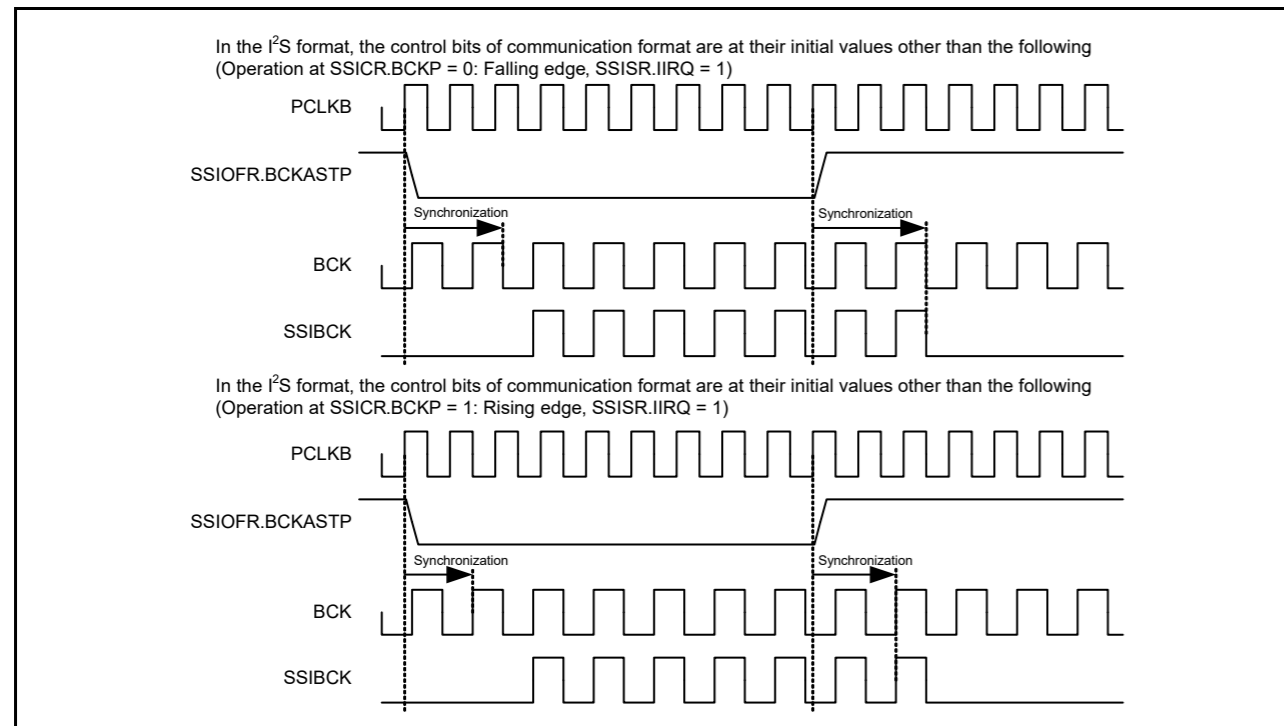 In the I²S format, the control bits of communication format are at their initial values other than the following
(Operation at SSICR.BCKP = 0: Falling edge, SSISR.IIRQ = 1)
PCLKB
SSIOFR.BCKASTP
Synchronization Synchronization
BCK
SSIBCK
In the I²S format, the control bits of communication format are at their initial values other than the following
(Operation at SSICR.BCKP = 1: Rising edge, SSISR.IIRQ = 1)
PCLKB
SSIOFR.BCKASTP
Synchronization Synchronization
BCK
SSIBCK